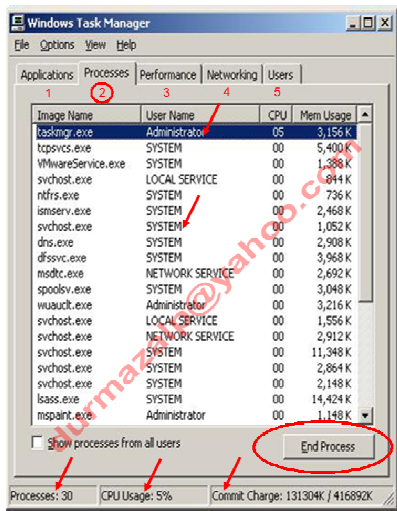 Windows Task Manager
File Options View Help
Applications Processes Performance Networking Users
1 2 3 4 5
Image Name User Name CPU Mem Usage
taskmgr.exe Administrator 05 3,156 K
tcpsvcs.exe SYSTEM 00 5,400 K
VMwareService.exe SYSTEM 00 1,388 K
svchost.exe LOCAL SERVICE 00 844 K
ntfrs.exe SYSTEM 00 736 K
ismserv.exe SYSTEM 00 2,468 K
svchost.exe SYSTEM 00 1,052 K
dns.exe SYSTEM 00 2,908 K
dfssvc.exe SYSTEM 00 3,968 K
msdtc.exe NETWORK SERVICE 00 2,692 K
spoolsv.exe SYSTEM 00 3,048 K
wuauclt.exe Administrator 00 3,216 K
svchost.exe LOCAL SERVICE 00 1,556 K
svchost.exe NETWORK SERVICE 00 2,912 K
svchost.exe SYSTEM 00 11,348 K
svchost.exe SYSTEM 00 2,864 K
svchost.exe SYSTEM 00 2,148 K
lsass.exe SYSTEM 00 14,424 K
mspaint.exe Administrator 00 1,148 K
durmazalp@yahoo.com
Show processes from all users
End Process
Processes: 30 CPU Usage: 5% Commit Charge: 131304K / 416892K